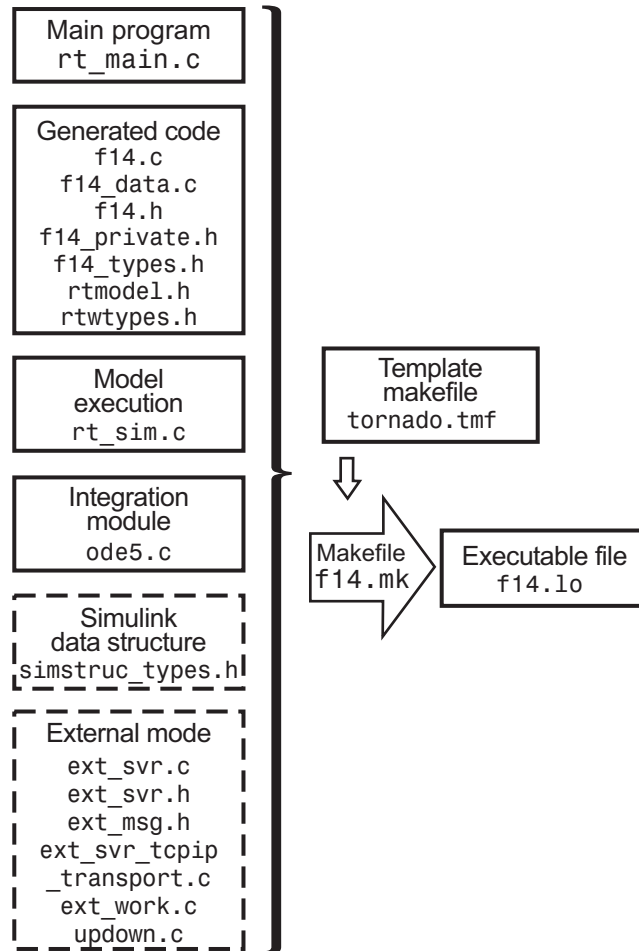 Main program
rt_main.c
Generated code
f14.c
f14_data.c
f14.h
f14_private.h
f14_types.h
rtmodel.h
rtwtypes.h
Model
execution
rt_sim.c
Integration
module
ode5.c
Simulink
data structure
simstruc_types.h
External mode
ext_svr.c
ext_svr.h
ext_msg.h
ext_svr_tcpip
_transport.c
ext_work.c
updown.c
Template
makefile
tornado.tmf
Makefile
f14.mk
Executable file
f14.lo